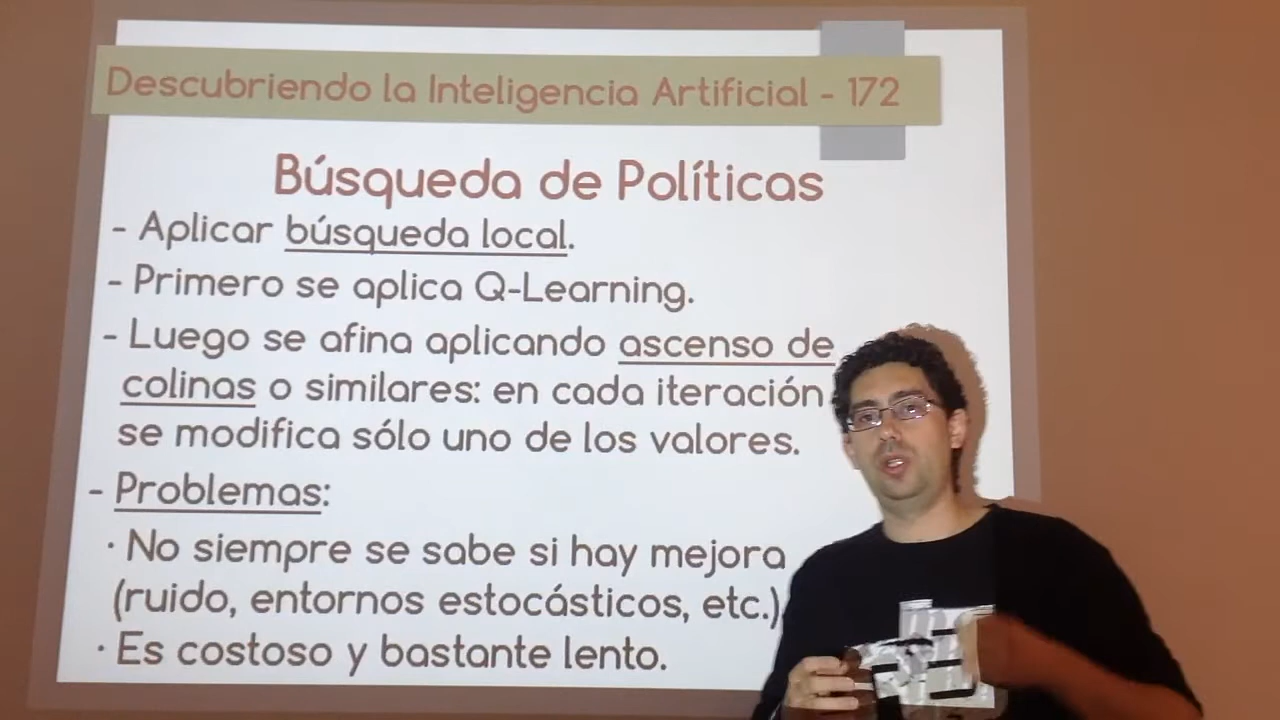 Descubriendo la Inteligencia Artificial - 172
Búsqueda de Políticas
- Aplicar búsqueda local.
- Primero se aplica Q-Learning.
- Luego se afina aplicando ascenso de
colinas o similares: en cada iteración
se modifica sólo uno de los valores.
- Problemas:
· No siempre se sabe si hay mejora
(ruido, entornos estocásticos, etc.)
· Es costoso y bastante lento.